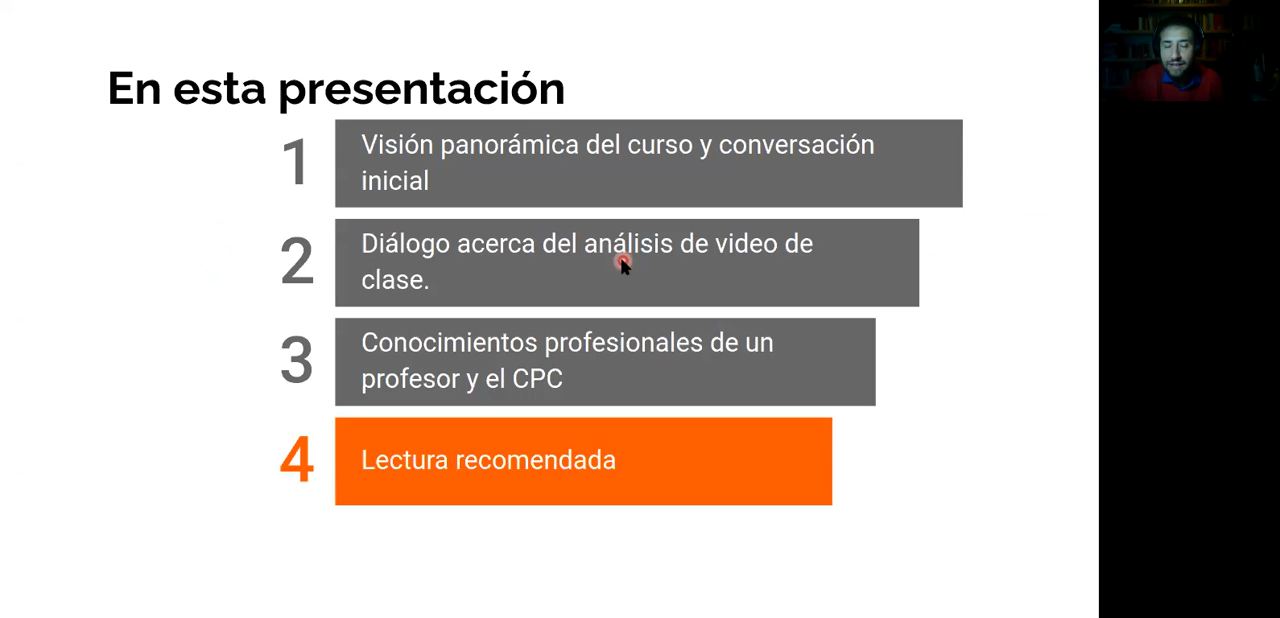 En esta presentación
1
Visión panorámica del curso y conversación
inicial
2
Diálogo acerca del análisis de video de
clase.
3
Conocimientos profesionales de un
profesor y el CPC
4
Lectura recomendada